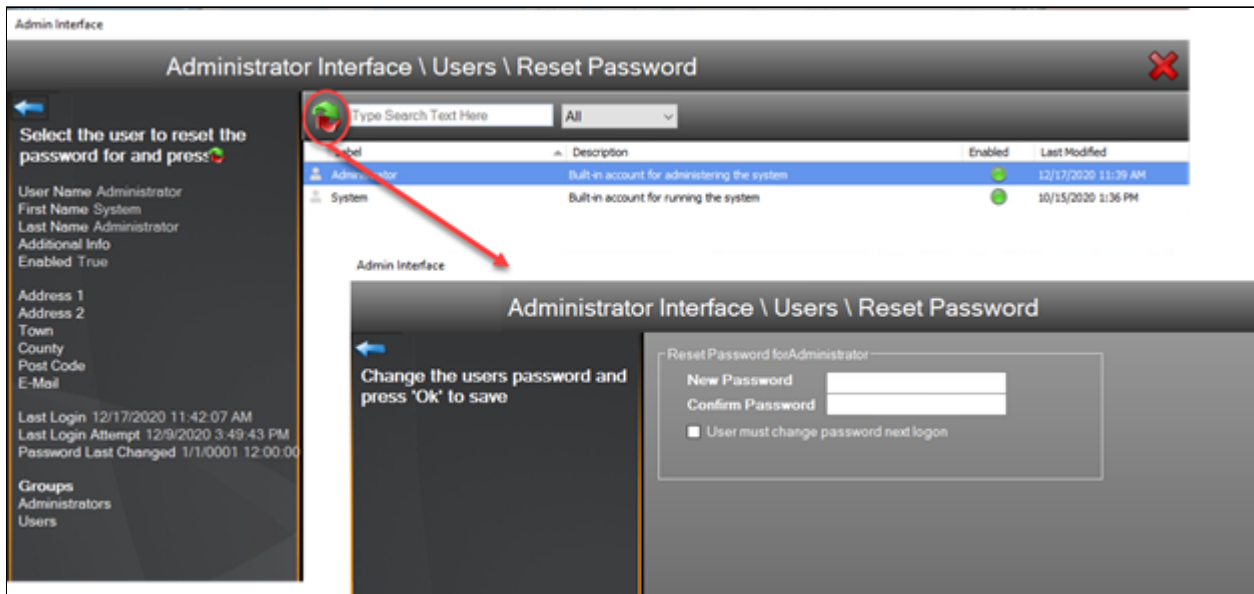 Admin Interface
Administrator Interface \ Users \ Reset Password
Select the user to reset the
password for and press
User Name Administrator
First Name System
Last Name Administrator
Additional Info
Enabled True
Address 1
Address 2
Town
County
Post Code
E-Mail
Last Login 12/17/2020 11:42:07 AM
Last Login Attempt 12/9/2020 3:49:43 PM
Password Last Changed 1/1/0001 12:00:00
Groups
Administrators
Users
Type Search Text Here All
Label Description Enabled Last Modified
Administrator Built-in account for administering the system 12/17/2020 11:39 AM
System Built-in account for running the system 10/15/2020 1:36 PM
Admin Interface
Administrator Interface \ Users \ Reset Password
Change the users password and
press 'Ok' to save
Reset Password forAdministrator
New Password
Confirm Password
User must change password next logon